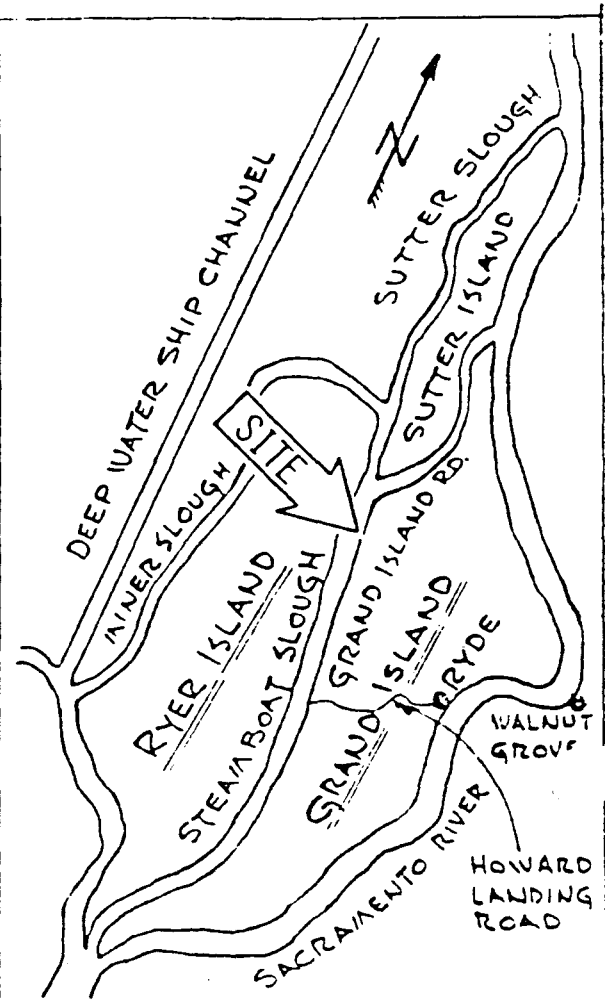 N
SUTTER SLOUGH
DEEP WATER SHIP CHANNEL
SUTTER ISLAND
SITE
MINER SLOUGH
GRAND ISLAND RD.
RYER ISLAND
STEAMBOAT SLOUGH
GRAND ISLAND
RYDE
WALNUT
GROVE
SACRAMENTO RIVER
HOWARD
LANDING
ROAD